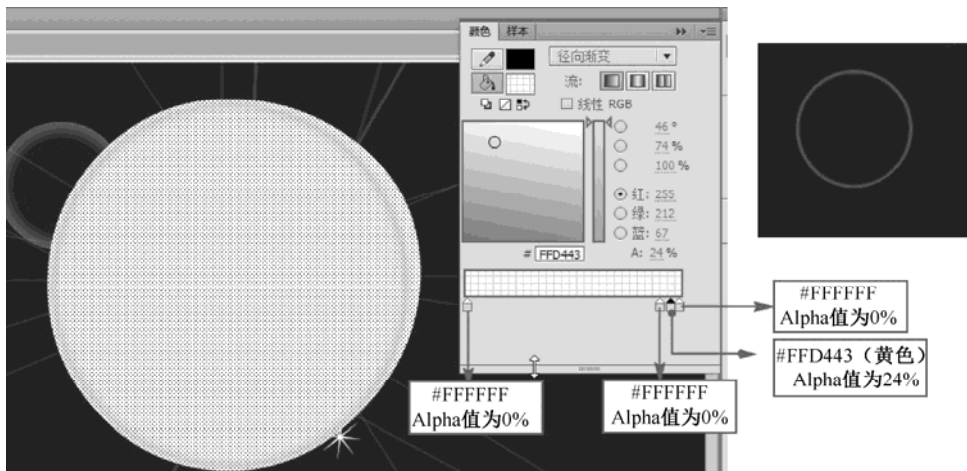 颜色 样本
径向渐变
流:
线性 RGB
46 °
74 %
100 %
红: 255
绿: 212
蓝: 67
# FFD443
A: 24 %
#FFFFFF
Alpha值为0%
#FFD443（黄色）
Alpha值为24%
#FFFFFF
Alpha值为0%
#FFFFFF
Alpha值为0%